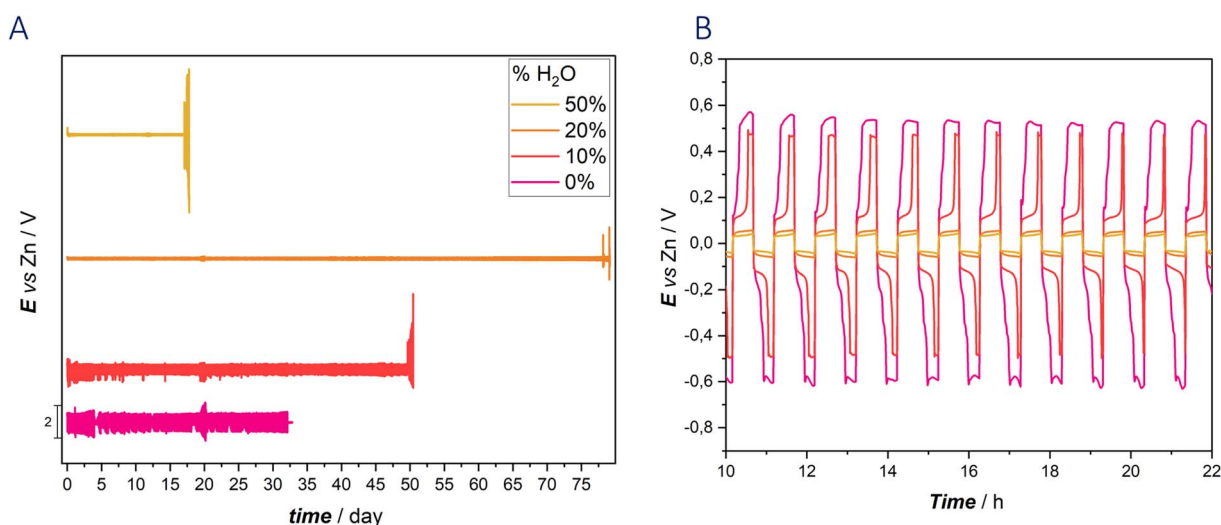 A
% H₂O
50%
20%
10%
0%
E vs Zn / V
2
0 5 10 15 20 25 30 35 40 45 50 55 60 65 70 75
time / day
B
0,8
0,6
0,4
0,2
0,0
-0,2
-0,4
-0,6
-0,8
E vs Zn / V
10 12 14 16 18 20 22
Time / h